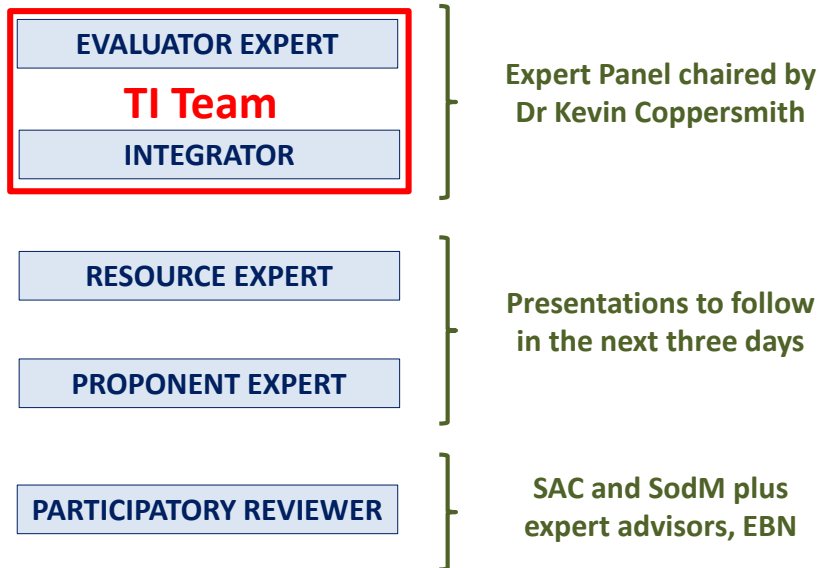 EVALUATOR EXPERT
TI Team
INTEGRATOR
Expert Panel chaired by
Dr Kevin Coppersmith
RESOURCE EXPERT
PROPONENT EXPERT
Presentations to follow
in the next three days
PARTICIPATORY REVIEWER
SAC and SodM plus
expert advisors, EBN